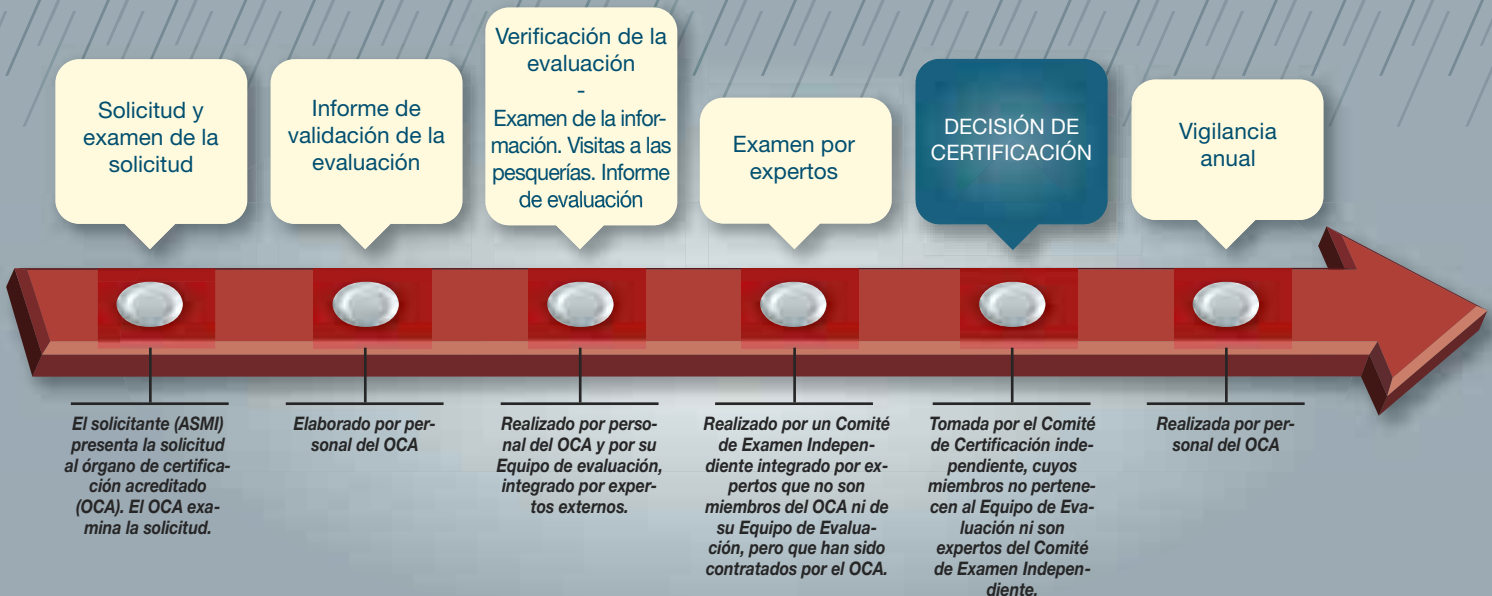 Solicitud y
examen de la
solicitud
Informe de
validación de la
evaluación
Verificación de la
evaluación
-
Examen de la infor-
mación. Visitas a las
pesquerías. Informe
de evaluación
Examen por
expertos
DECISIÓN DE
CERTIFICACIÓN
Vigilancia
anual
El solicitante (ASMI)
presenta la solicitud
al órgano de certifica-
ción acreditado
(OCA). El OCA exa-
mina la solicitud.
Elaborado por per-
sonal del OCA
Realizado por perso-
nal del OCA y por su
Equipo de evaluación,
integrado por exper-
tos externos.
Realizado por un Comité
de Examen Indepen-
diente integrado por ex-
pertos que no son
miembros del OCA ni de
su Equipo de Evalua-
ción, pero que han sido
contratados por el OCA.
Tomada por el Comité
de Certificación inde-
pendiente, cuyos
miembros no pertene-
cen al Equipo de Eva-
luación ni son
expertos del Comité
de Examen Indepen-
diente.
Realizada por per-
sonal del OCA